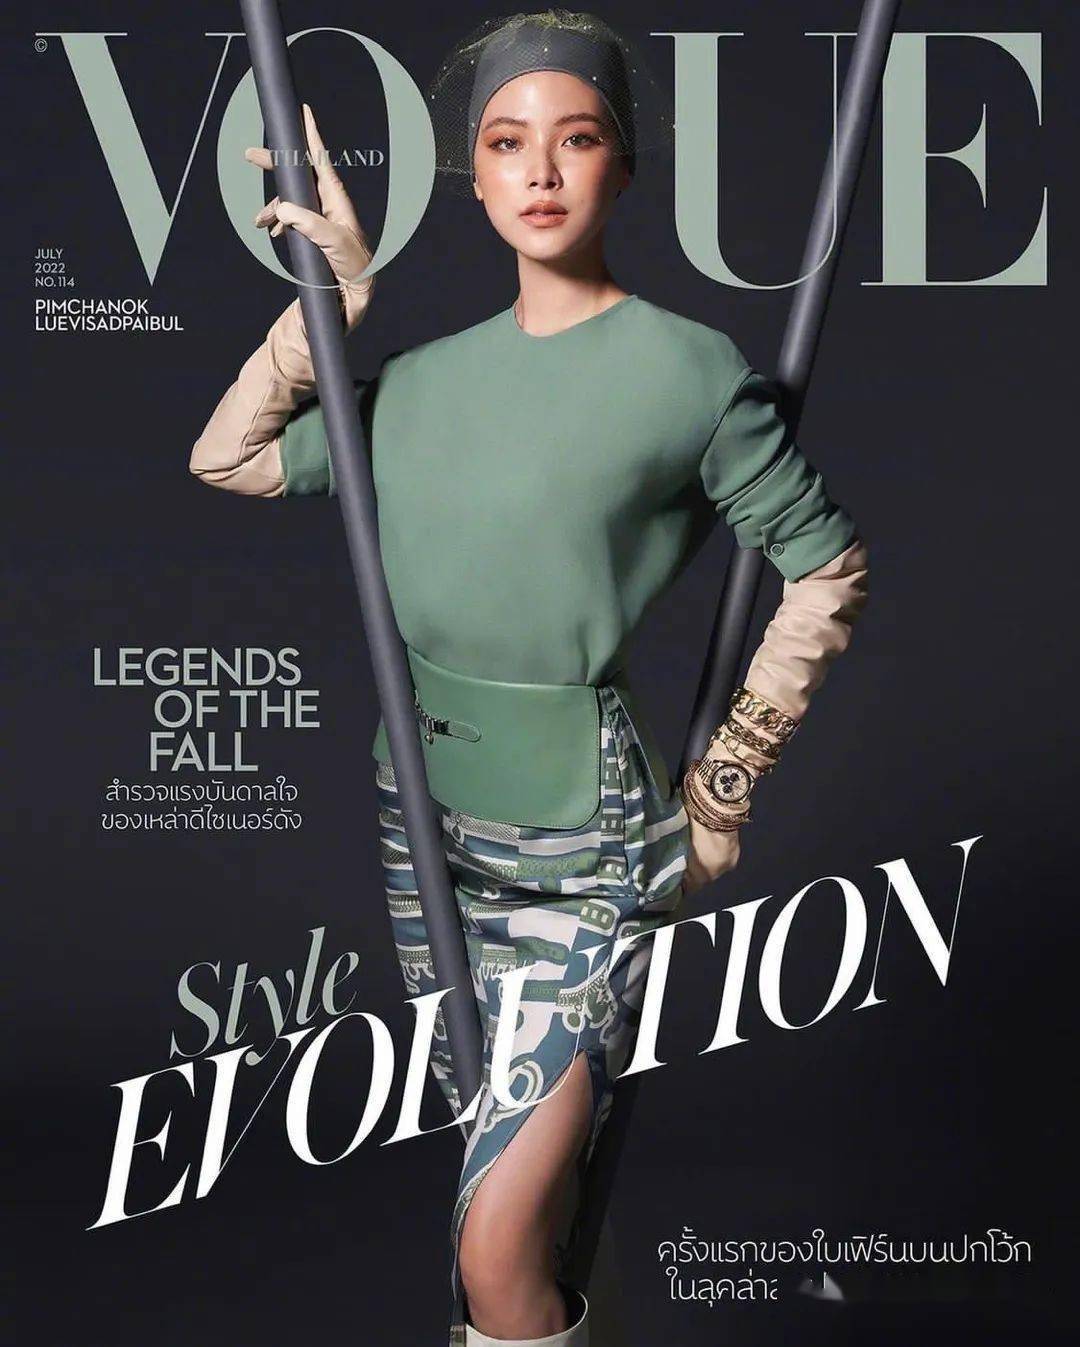 ©
VOGUE
THAILAND
JULY
2022
NO.114
PIMCHANOK
LUEVISADPAIBUL
LEGENDS
OF THE
FALL
สำรวจแรงบันดาลใจ
ของเหล่าดีไซเนอร์ดัง
Style
EVOLUTION
ครั้งแรกของใบเฟิร์นบนปกโว้ก
ในลุคล่า